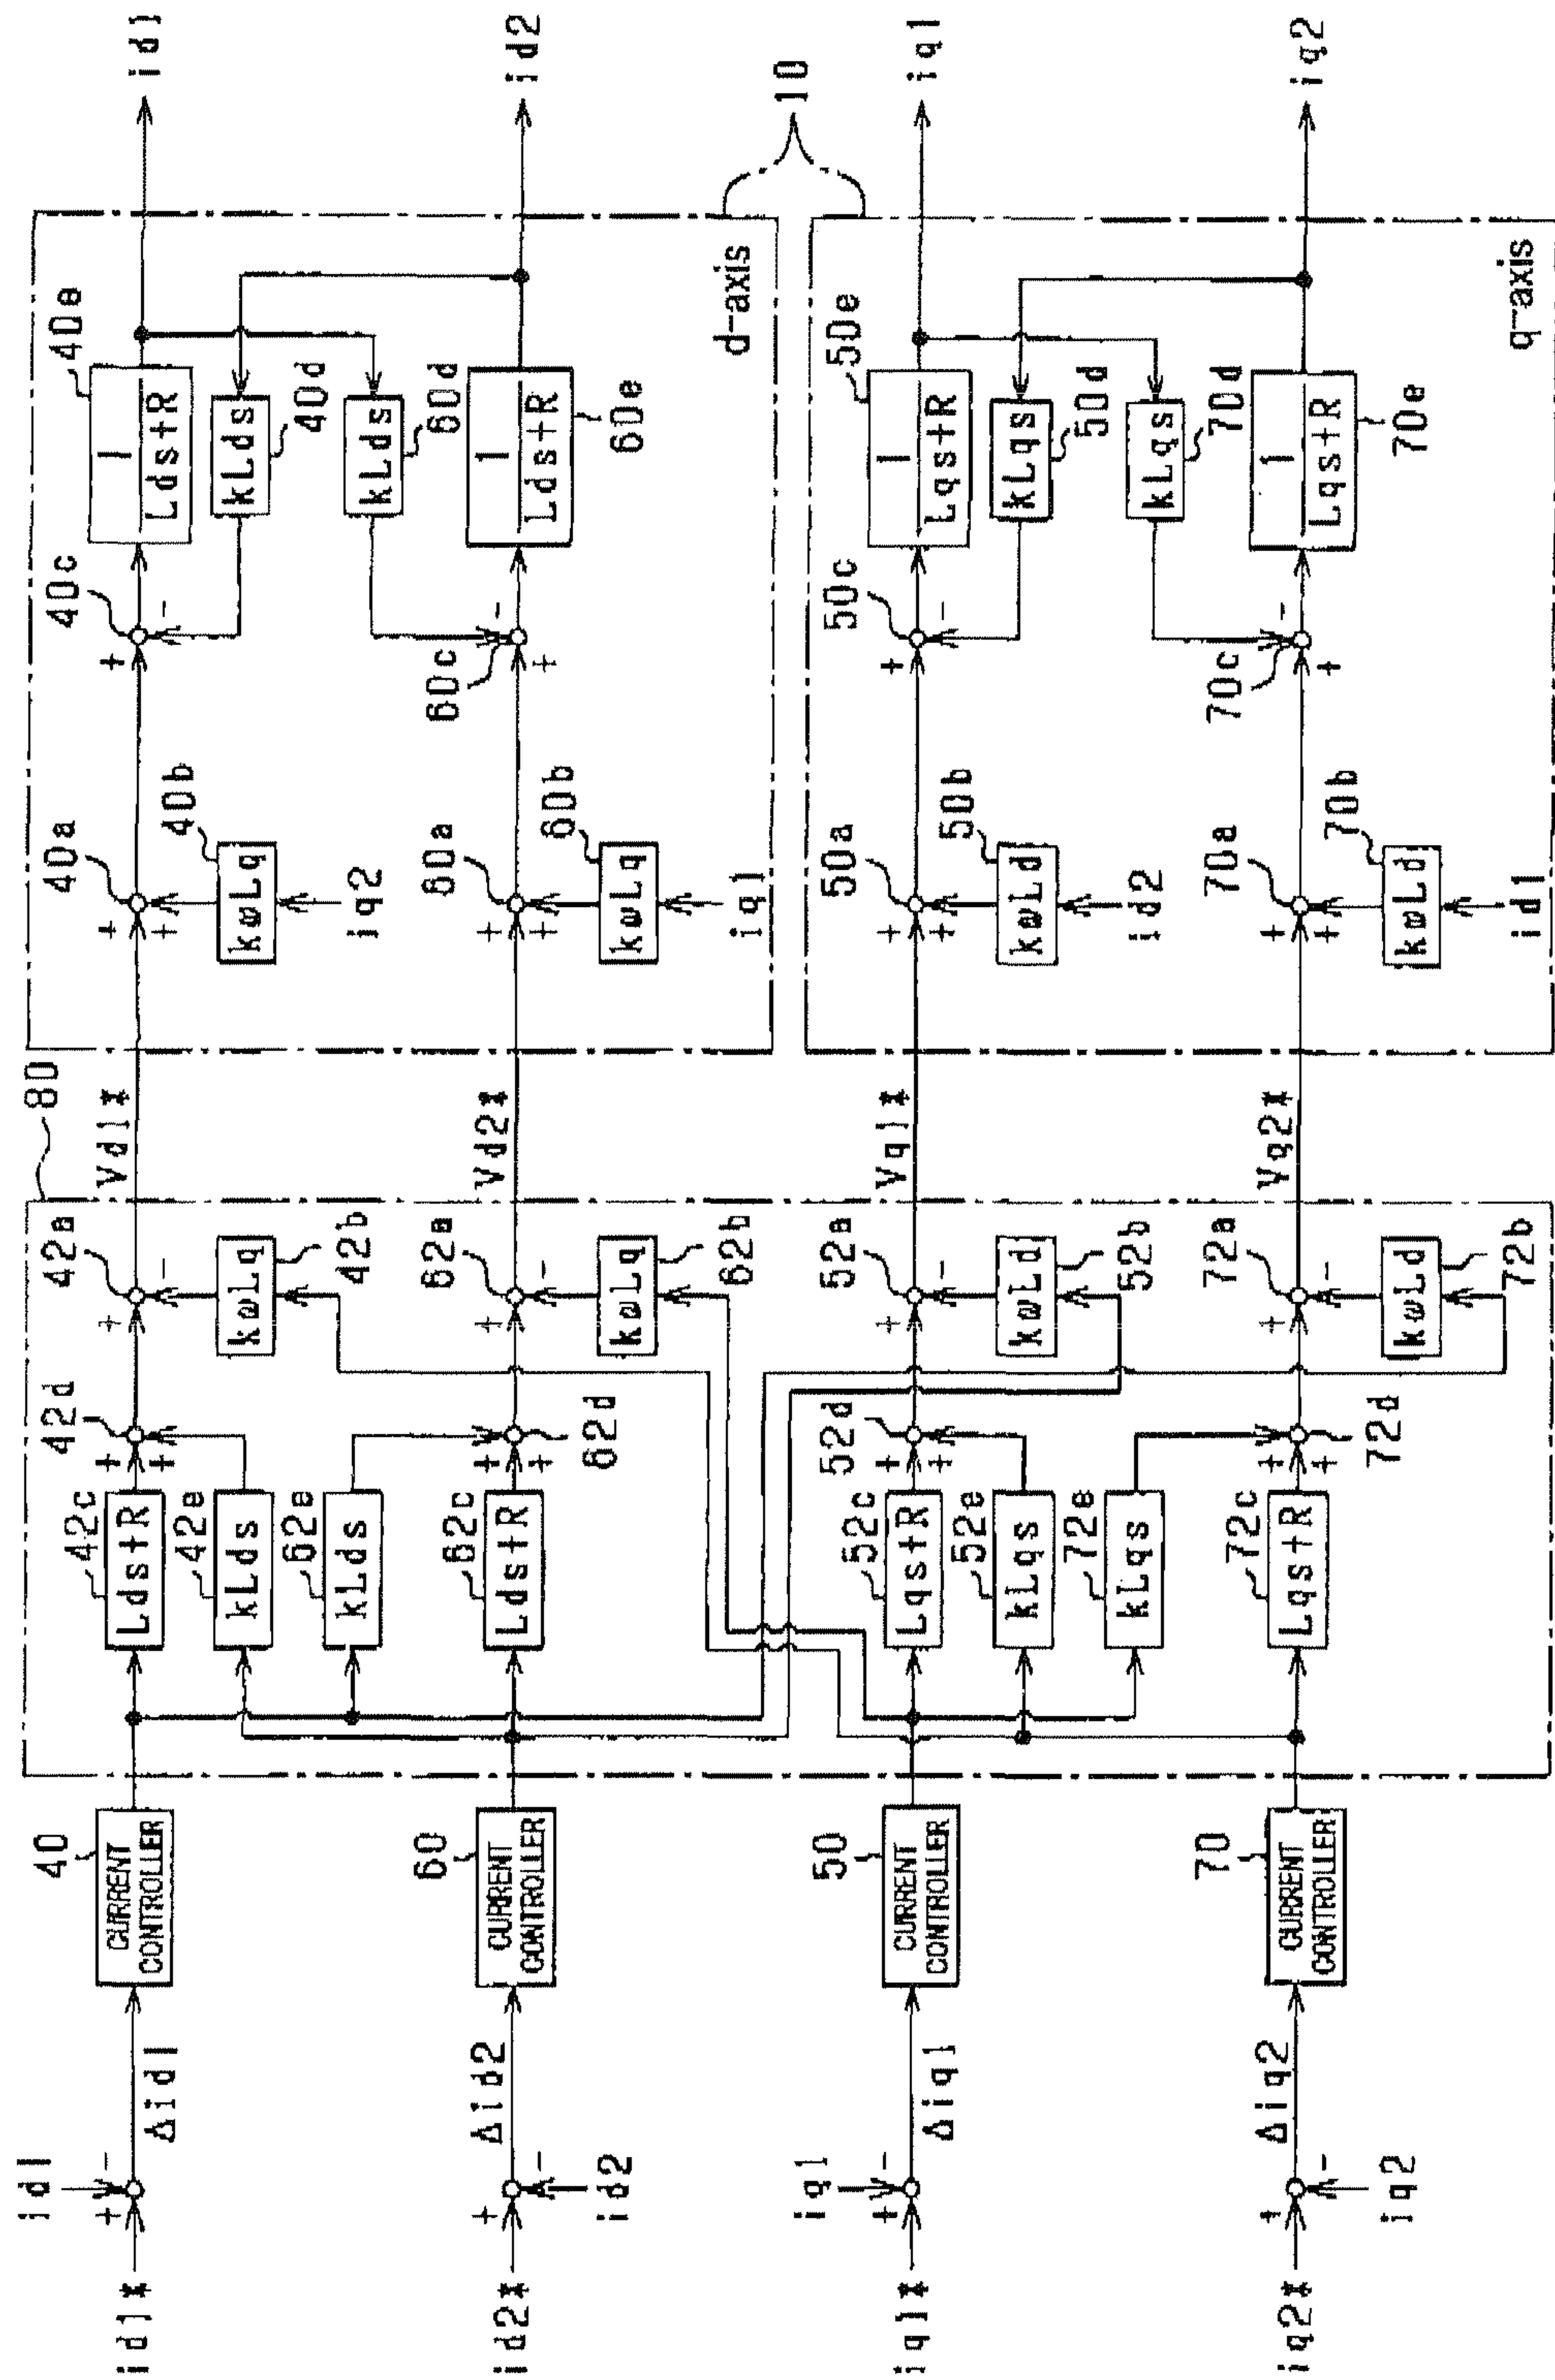 id1*
id1
+
-
Δid1
40
CURRENT
CONTROLLER
42c
Lds+R
42e
kLds
+
+
42d
+
42a
-
kωLq
42b
80
Vd1*
+
+
40a
kωLq
40b
iq2
+
40c
-
1
Lds+R
40e
kLds
40d
id1
id2*
+
-
id2
Δid2
60
CURRENT
CONTROLLER
62e
kLds
62c
Lds+R
+
+
62d
+
62a
-
kωLq
62b
Vd2*
+
+
60a
kωLq
60b
iq1
+
60c
-
kLds
60d
1
Lds+R
60e
d-axis
id2
10
iq1*
iq1
+
-
Δiq1
50
CURRENT
CONTROLLER
52c
Lqs+R
52e
kLqs
+
+
52d
+
52a
-
kωLd
52b
Vq1*
+
+
50a
kωLd
50b
id2
+
50c
-
1
Lqs+R
50e
kLqs
50d
iq1
iq2*
+
-
iq2
Δiq2
70
CURRENT
CONTROLLER
72e
kLqs
72c
Lqs+R
+
+
72d
+
72a
-
kωLd
72b
Vq2*
+
+
70a
kωLd
70b
id1
+
70c
-
kLqs
70d
1
Lqs+R
70e
q-axis
iq2